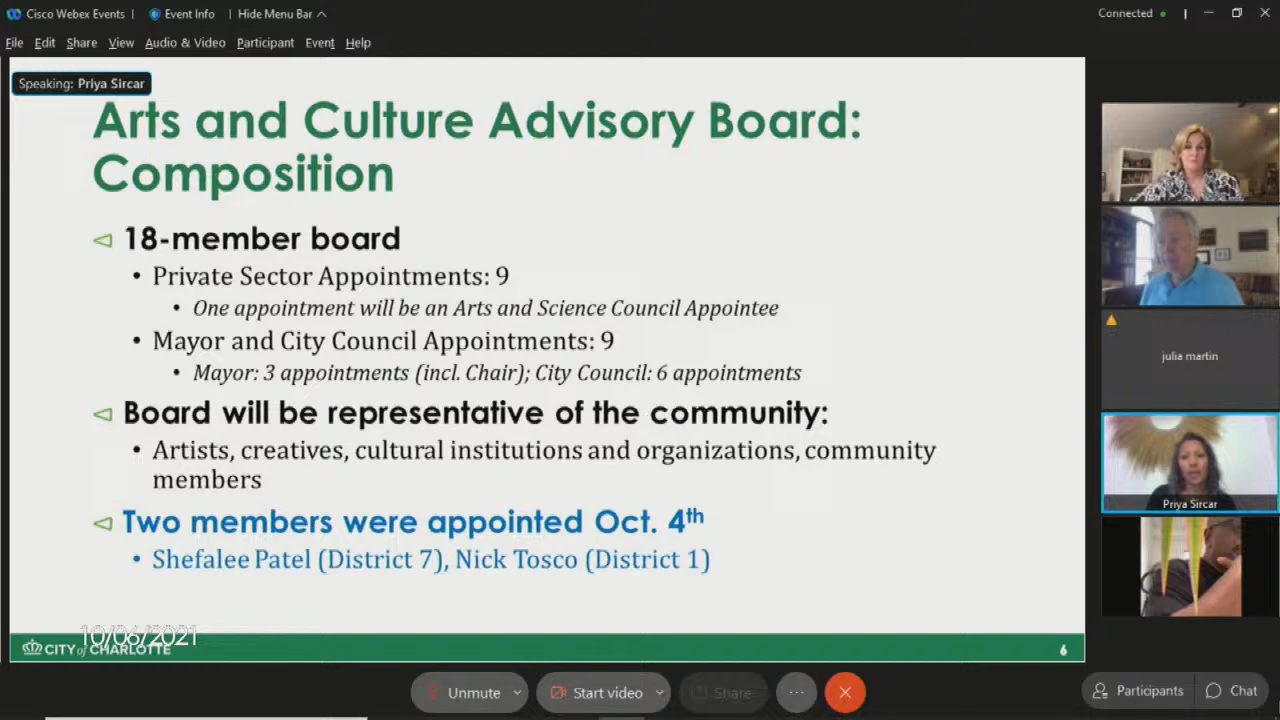 Cisco Webex Events | Event Info | Hide Menu Bar
Connected
File Edit Share View Audio & Video Participant Event Help
Speaking: Priya Sircar
Arts and Culture Advisory Board:
Composition
18-member board
• Private Sector Appointments: 9
• One appointment will be an Arts and Science Council Appointee
• Mayor and City Council Appointments: 9
• Mayor: 3 appointments (incl. Chair); City Council: 6 appointments
Board will be representative of the community:
• Artists, creatives, cultural institutions and organizations, community
members
Two members were appointed Oct. 4th
• Shefalee Patel (District 7), Nick Tosco (District 1)
10/06/2021
CITY of CHARLOTTE
6
julia martin
Priya Sircar
Unmute
Start video
Share
Participants
Chat